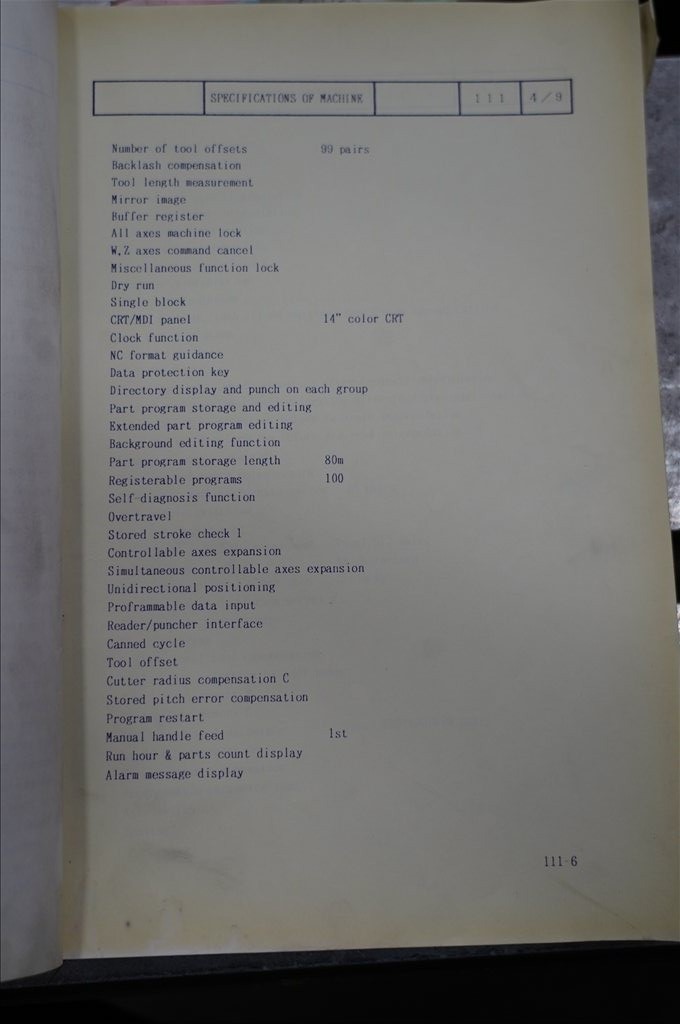 SPECIFICATIONS OF MACHINE 111 4/9
Number of tool offsets 99 pairs
Backlash compensation
Tool length measurement
Mirror image
Buffer register
All axes machine lock
W,Z axes command cancel
Miscellaneous function lock
Dry run
Single block
CRT/MDI panel 14" color CRT
Clock function
NC format guidance
Data protection key
Directory display and punch on each group
Part program storage and editing
Extended part program editing
Background editing function
Part program storage length 80m
Registerable programs 100
Self-diagnosis function
Overtravel
Stored stroke check 1
Controllable axes expansion
Simultaneous controllable axes expansion
Unidirectional positioning
Proframmable data input
Reader/puncher interface
Canned cycle
Tool offset
Cutter radius compensation C
Stored pitch error compensation
Program restart
Manual handle feed 1st
Run hour & parts count display
Alarm message display
111-6